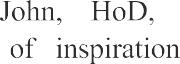 John, HoD,
of inspiration